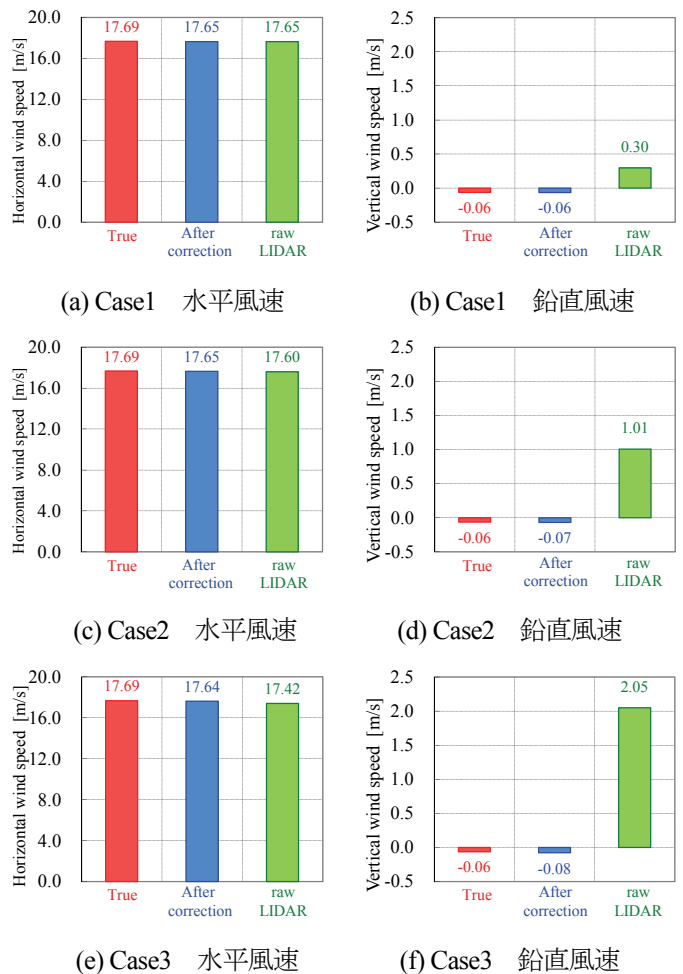 20.0
16.0
12.0
8.0
4.0
0.0
Horizontal wind speed [m/s]
17.69
17.65
17.65
True
After
correction
raw
LIDAR
(a) Case1 水平風速
2.5
2.0
1.5
1.0
0.5
0.0
-0.5
Vertical wind speed [m/s]
-0.06
-0.06
0.30
True
After
correction
raw
LIDAR
(b) Case1 鉛直風速
20.0
16.0
12.0
8.0
4.0
0.0
Horizontal wind speed [m/s]
17.69
17.65
17.60
True
After
correction
raw
LIDAR
(c) Case2 水平風速
2.5
2.0
1.5
1.0
0.5
0.0
-0.5
Vertical wind speed [m/s]
-0.06
-0.07
1.01
True
After
correction
raw
LIDAR
(d) Case2 鉛直風速
20.0
16.0
12.0
8.0
4.0
0.0
Horizontal wind speed [m/s]
17.69
17.64
17.42
True
After
correction
raw
LIDAR
(e) Case3 水平風速
2.5
2.0
1.5
1.0
0.5
0.0
-0.5
Vertical wind speed [m/s]
-0.06
-0.08
2.05
True
After
correction
raw
LIDAR
(f) Case3 鉛直風速